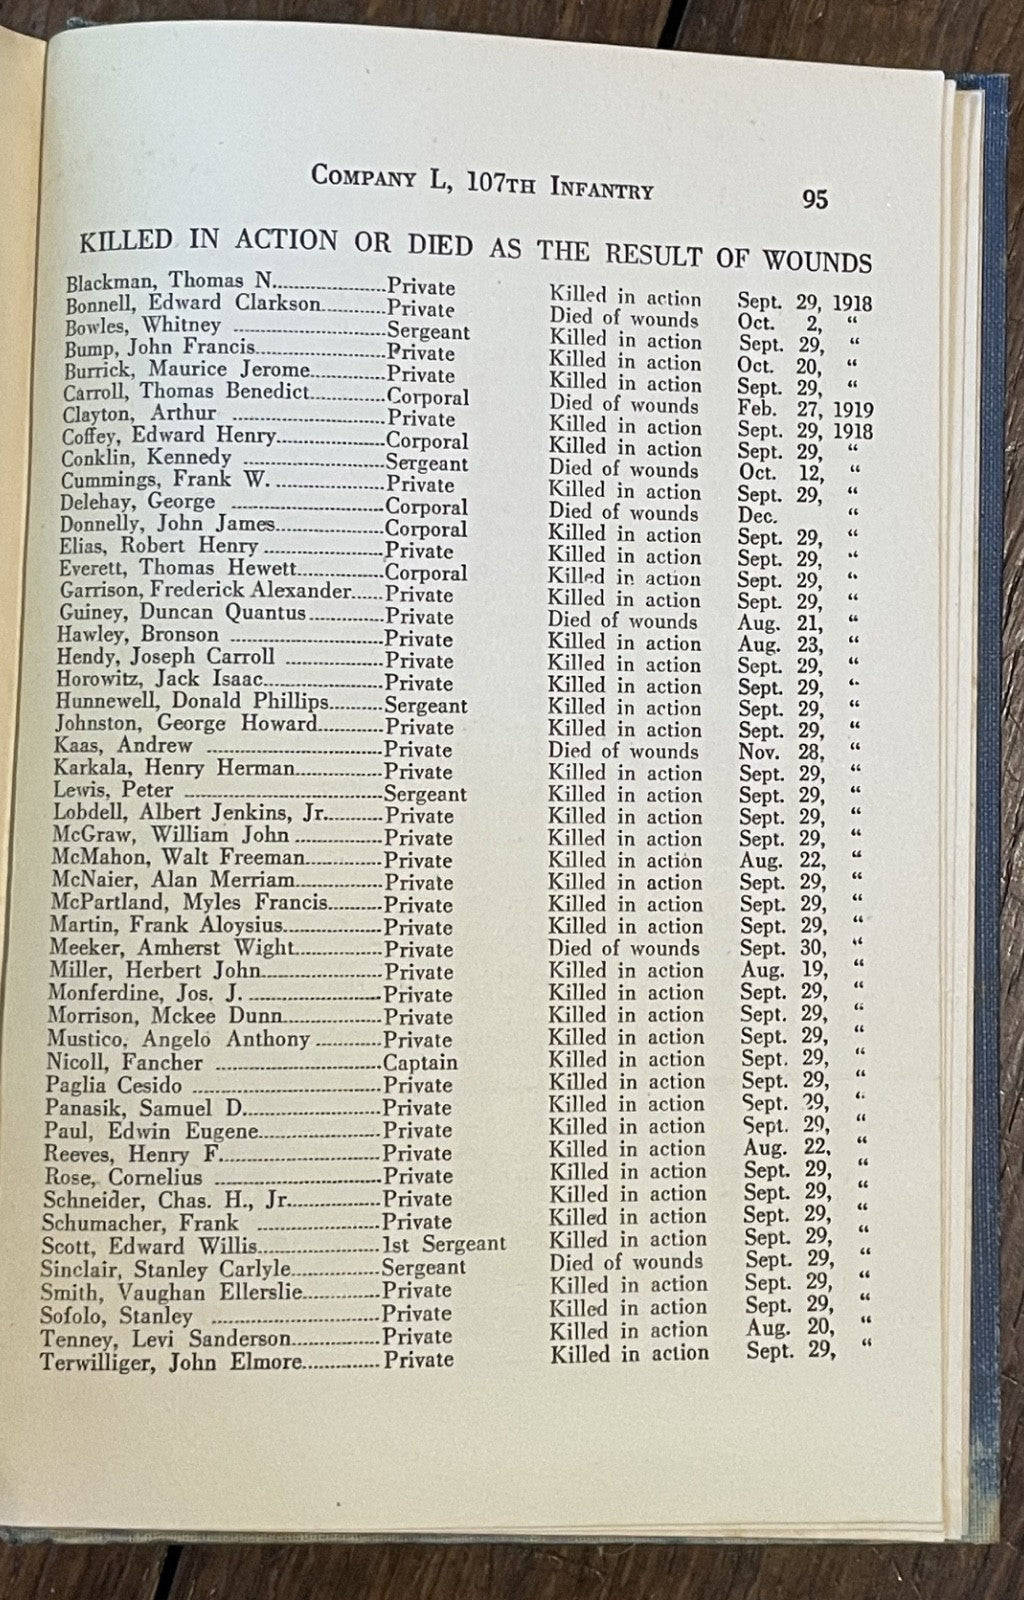 COMPANY L, 107TH INFANTRY 95
KILLED IN ACTION OR DIED AS THE RESULT OF WOUNDS
Blackman, Thomas N. Private Killed in action Sept. 29, 1918
Bonnell, Edward Clarkson Private Died of wounds Oct. 2, “
Bowles, Whitney Sergeant Killed in action Sept. 29, “
Bump, John Francis Private Killed in action Oct. 20, “
Burrick, Maurice Jerome Private Killed in action Sept. 29, “
Carroll, Thomas Benedict Corporal Died of wounds Feb. 27, 1919
Clayton, Arthur Private Killed in action Sept. 29, 1918
Coffey, Edward Henry Corporal Killed in action Sept. 29, “
Conklin, Kennedy Sergeant Died of wounds Oct. 12, “
Cummings, Frank W. Private Killed in action Sept. 29, “
Delehay, George Corporal Died of wounds Dec. “
Donnelly, John James Corporal Killed in action Sept. 29, “
Elias, Robert Henry Private Killed in action Sept. 29, “
Everett, Thomas Hewett Corporal Killed in action Sept. 29, “
Garrison, Frederick Alexander Private Killed in action Sept. 29, “
Guiney, Duncan Quantus Private Died of wounds Aug. 21, “
Hawley, Bronson Private Killed in action Aug. 23, “
Hendy, Joseph Carroll Private Killed in action Sept. 29, “
Horowitz, Jack Isaac Private Killed in action Sept. 29, “
Hunnewell, Donald Phillips Sergeant Killed in action Sept. 29, “
Johnston, George Howard Private Killed in action Sept. 29, “
Kaas, Andrew Private Died of wounds Nov. 28, “
Karkala, Henry Herman Private Killed in action Sept. 29, “
Lewis, Peter Sergeant Killed in action Sept. 29, “
Lobdell, Albert Jenkins, Jr. Private Killed in action Sept. 29, “
McGraw, William John Private Killed in action Sept. 29, “
McMahon, Walt Freeman Private Killed in action Aug. 22, “
McNaier, Alan Merriam Private Killed in action Sept. 29, “
McPartland, Myles Francis Private Killed in action Sept. 29, “
Martin, Frank Aloysius Private Killed in action Sept. 29, “
Meeker, Amherst Wight Private Died of wounds Sept. 30, “
Miller, Herbert John Private Killed in action Aug. 19, “
Monferdine, Jos. J. Private Killed in action Sept. 29, “
Morrison, Mckee Dunn Private Killed in action Sept. 29, “
Mustico, Angelo Anthony Private Killed in action Sept. 29, “
Nicoll, Fancher Captain Killed in action Sept. 29, “
Paglia Cesido Private Killed in action Sept. 29, “
Panasik, Samuel D. Private Killed in action Sept. 29, “
Paul, Edwin Eugene Private Killed in action Sept. 29, “
Reeves, Henry F. Private Killed in action Aug. 22, “
Rose, Cornelius Private Killed in action Sept. 29, “
Schneider, Chas. H., Jr. Private Killed in action Sept. 29, “
Schumacher, Frank Private Killed in action Sept. 29, “
Scott, Edward Willis 1st Sergeant Killed in action Sept. 29, “
Sinclair, Stanley Carlyle Sergeant Died of wounds Sept. 29, “
Smith, Vaughan Ellerslie Private Killed in action Sept. 29, “
Sofolo, Stanley Private Killed in action Sept. 29, “
Tenney, Levi Sanderson Private Killed in action Aug. 20, “
Terwilliger, John Elmore Private Killed in action Sept. 29, “